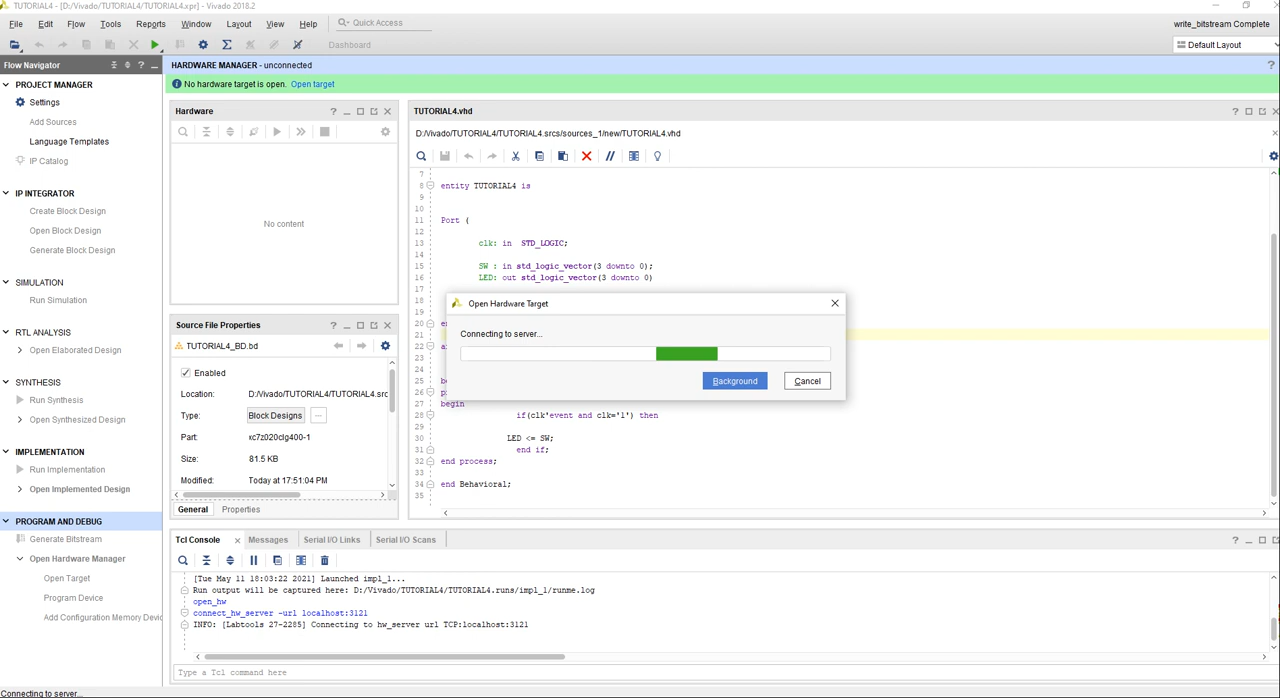 TUTORIAL4 - [D:/Vivado/TUTORIAL4/TUTORIAL4.xpr] - Vivado 2018.2
File Edit Flow Tools Reports Window Layout View Help Quick Access
write_bitstream Complete
Dashboard
Default Layout
Flow Navigator
HARDWARE MANAGER - unconnected
No hardware target is open. Open target
PROJECT MANAGER
Settings
Add Sources
Language Templates
IP Catalog
IP INTEGRATOR
Create Block Design
Open Block Design
Generate Block Design
SIMULATION
Run Simulation
RTL ANALYSIS
Open Elaborated Design
SYNTHESIS
Run Synthesis
Open Synthesized Design
IMPLEMENTATION
Run Implementation
Open Implemented Design
PROGRAM AND DEBUG
Generate Bitstream
Open Hardware Manager
Open Target
Program Device
Add Configuration Memory Devic
Hardware
No content
Source File Properties
TUTORIAL4_BD.bd
Enabled
Location: D:/Vivado/TUTORIAL4/TUTORIAL4.src
Type: Block Designs ...
Part: xc7z020clg400-1
Size: 81.5 KB
Modified: Today at 17:51:04 PM
General Properties
TUTORIAL4.vhd
D:/Vivado/TUTORIAL4/TUTORIAL4.srcs/sources_1/new/TUTORIAL4.vhd
7
8 entity TUTORIAL4 is
9
10
11 Port (
12
13 clk: in STD_LOGIC;
14
15 SW : in std_logic_vector(3 downto 0);
16 LED: out std_logic_vector(3 downto 0)
17
18
19
20
21
22
23
24
25
26
27 begin
28 if(clk'event and clk='1') then
29
30 LED <= SW;
31 end if;
32 end process;
33
34 end Behavioral;
35
Open Hardware Target
Connecting to server...
Background Cancel
Tcl Console Messages Serial I/O Links Serial I/O Scans
[Tue May 11 18:03:22 2021] Launched impl_1...
Run output will be captured here: D:/Vivado/TUTORIAL4/TUTORIAL4.runs/impl_1/runme.log
open_hw
connect_hw_server -url localhost:3121
INFO: [Labtools 27-2285] Connecting to hw_server url TCP:localhost:3121
Type a Tcl command here
Connecting to server...